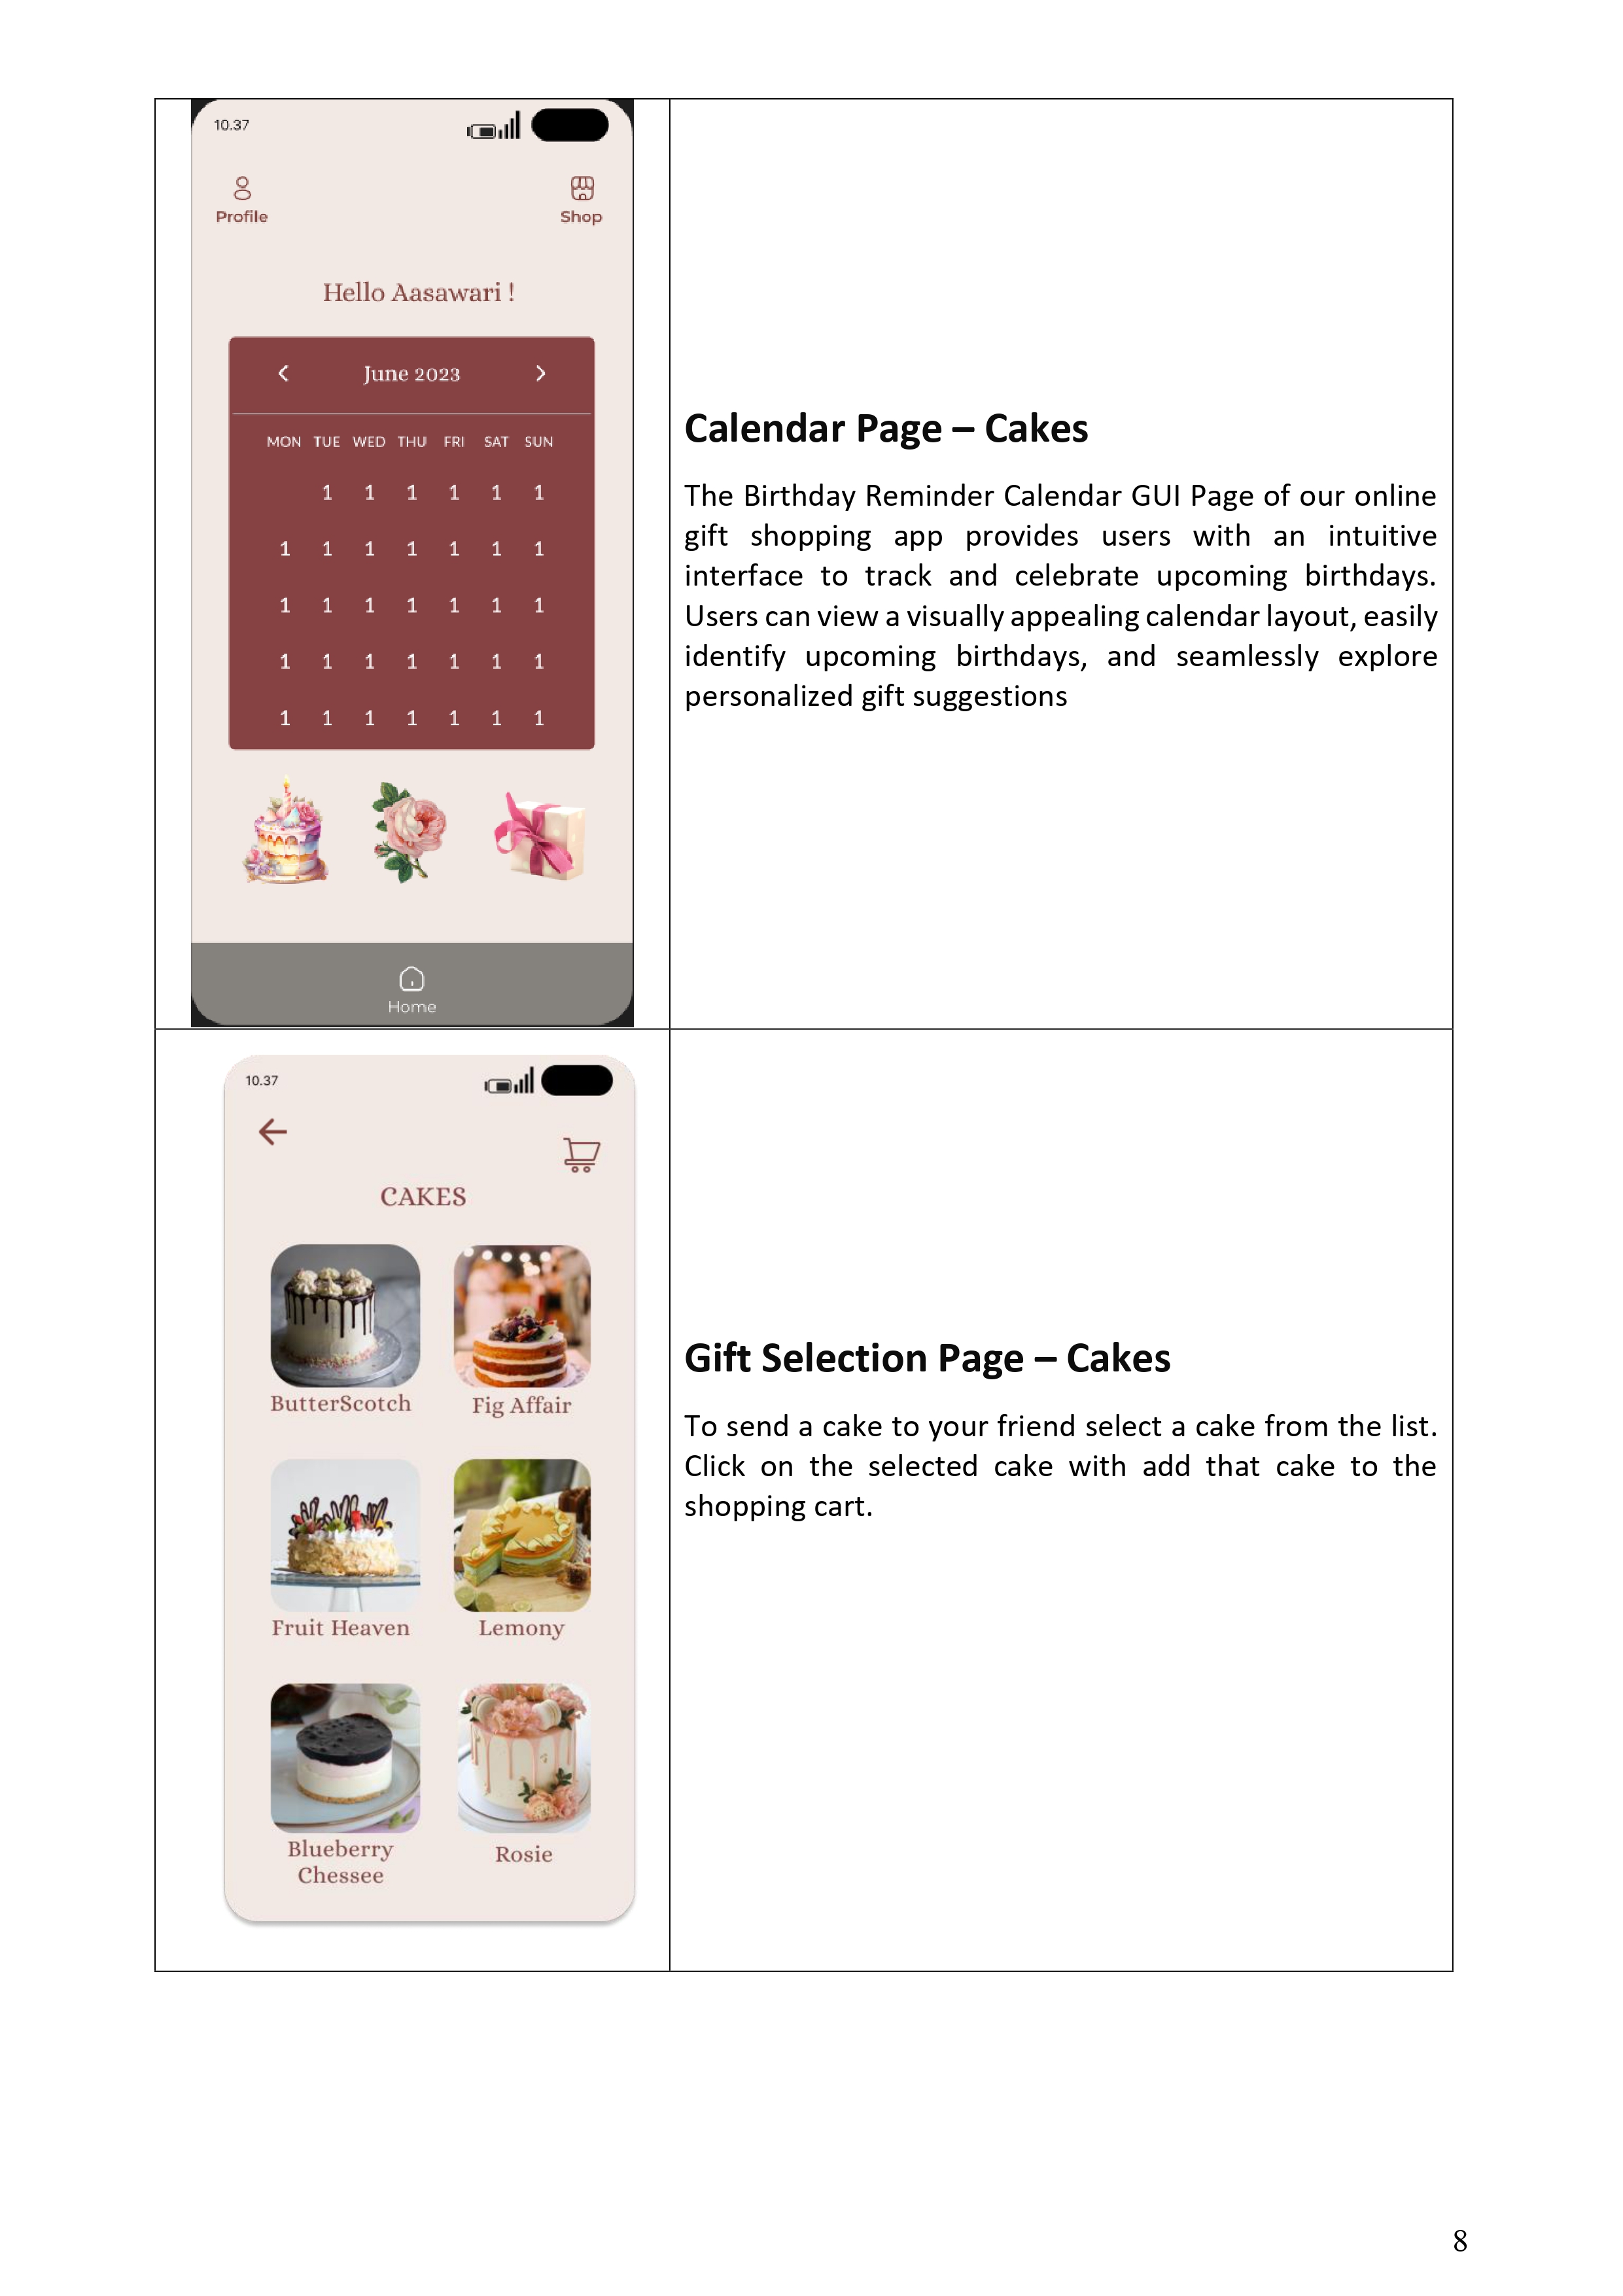 10.37
Profile
Shop
Hello Aasawari !
June 2023
MON TUE WED THU FRI SAT SUN
1 1 1 1 1 1
1 1 1 1 1 1 1
1 1 1 1 1 1 1
1 1 1 1 1 1 1
1 1 1 1 1 1 1
Home
Calendar Page – Cakes
The Birthday Reminder Calendar GUI Page of our online
gift shopping app provides users with an intuitive
interface to track and celebrate upcoming birthdays.
Users can view a visually appealing calendar layout, easily
identify upcoming birthdays, and seamlessly explore
personalized gift suggestions
10.37
CAKES
ButterScotch
Fig Affair
Fruit Heaven
Lemony
Blueberry
Chessee
Rosie
Gift Selection Page – Cakes
To send a cake to your friend select a cake from the list.
Click on the selected cake with add that cake to the
shopping cart.
8